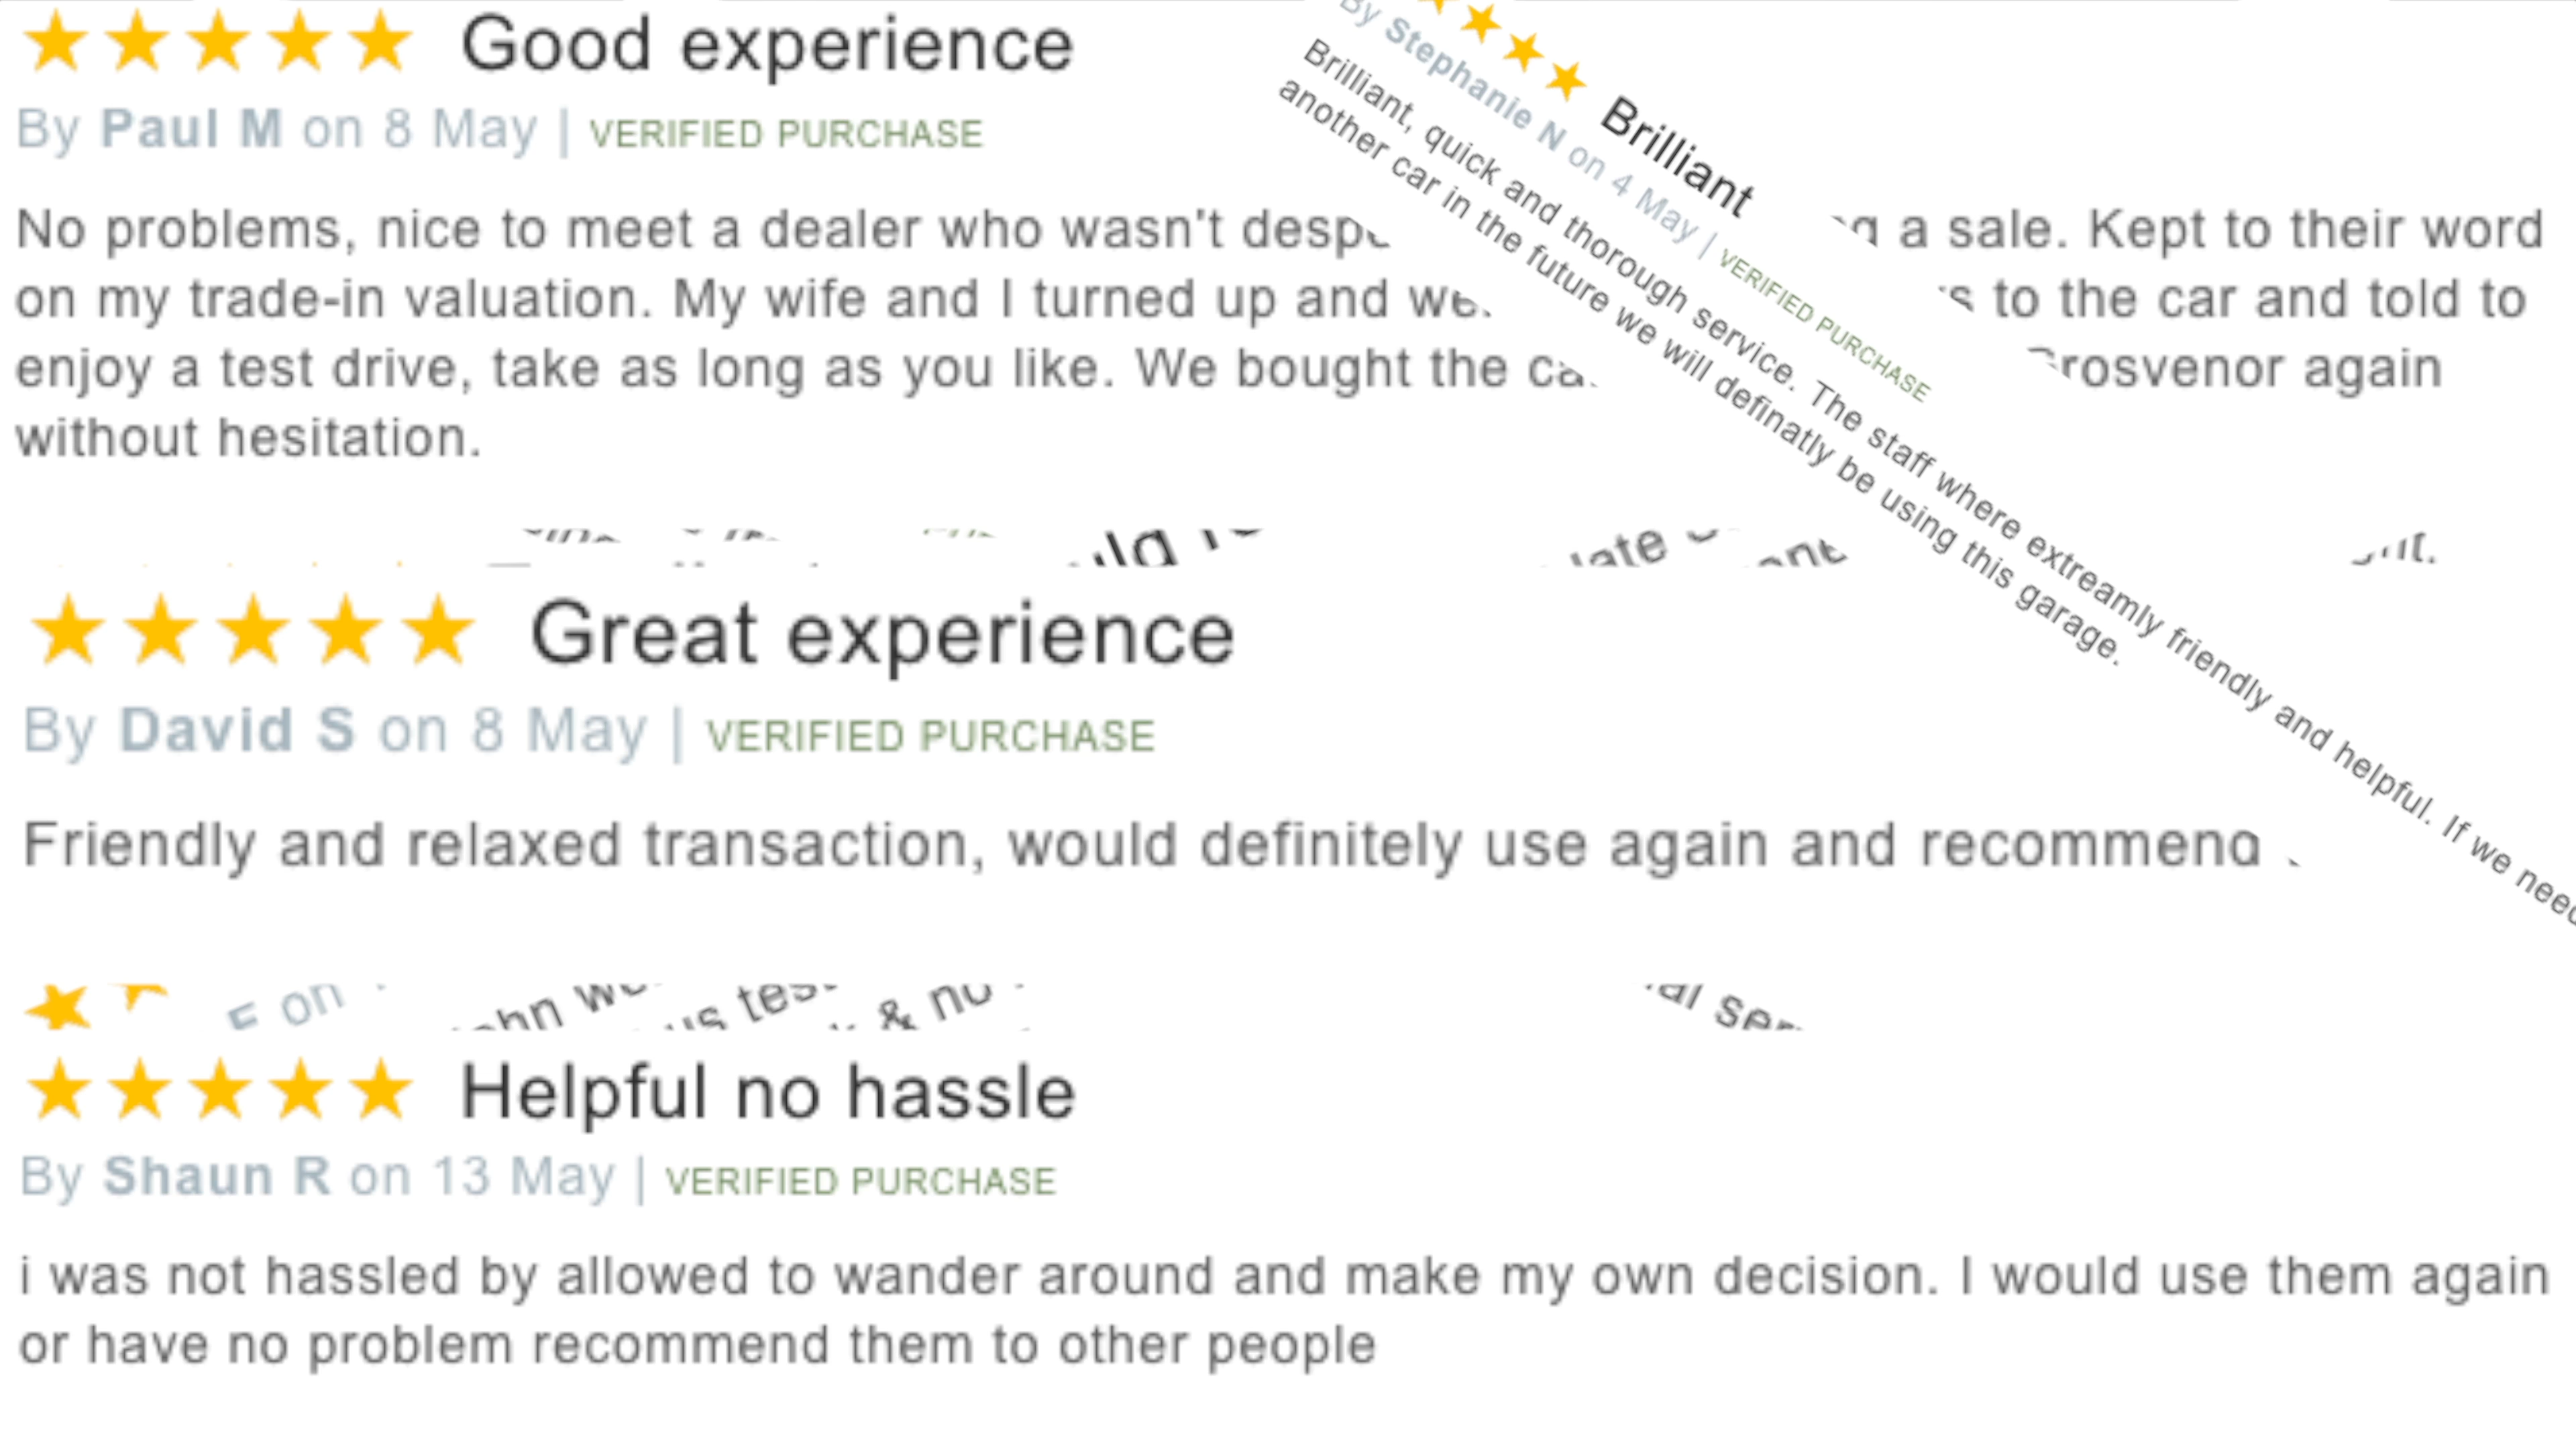 Good experience
By Paul M on 8 May | VERIFIED PURCHASE
No problems, nice to meet a dealer who wasn't a sale. Kept to their word
on my trade-in valuation. My wife and I turned up and to the car and told to
enjoy a test drive, take as long as you like. We bought the again
without hesitation.
Brilliant
By Stephanie N on 4 May | VERIFIED PURCHASE
Brilliant, quick and thorough service. The staff where extreamly friendly and helpful. If we need
another car in the future we will definatly be using this garage.
Great experience
By David S on 8 May | VERIFIED PURCHASE
Friendly and relaxed transaction, would definitely use again and recommend
on
& no
Helpful no hassle
By Shaun R on 13 May | VERIFIED PURCHASE
i was not hassled by allowed to wander around and make my own decision. I would use them again
or have no problem recommend them to other people